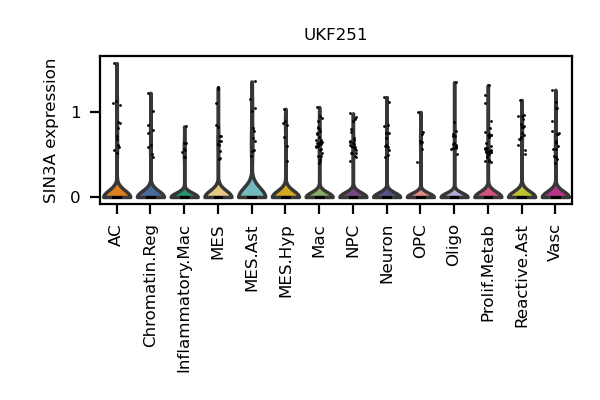 UKF251
SIN3A expression
1
0
AC
Chromatin.Reg
Inflammatory.Mac
MES
MES.Ast
MES.Hyp
Mac
NPC
Neuron
OPC
Oligo
Prolif.Metab
Reactive.Ast
Vasc